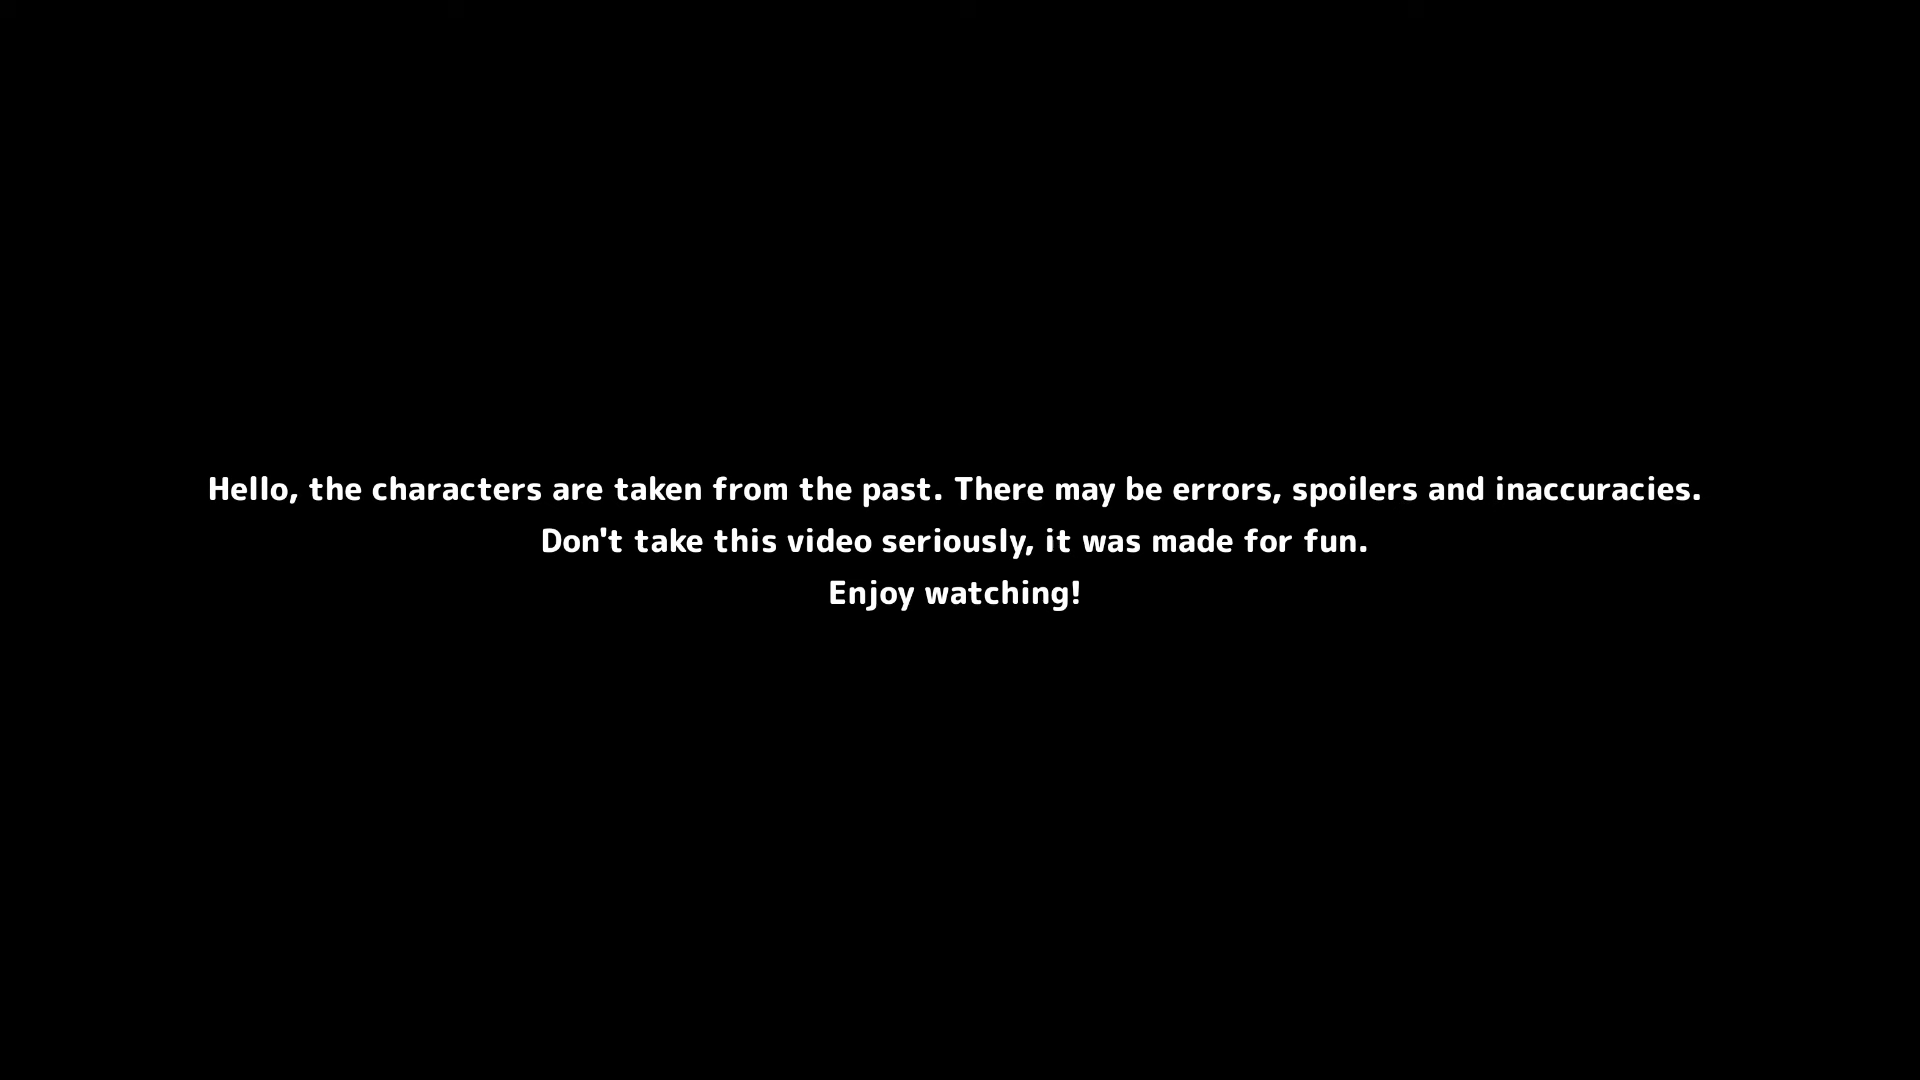 Hello, the characters are taken from the past. There may be errors, spoilers and inaccuracies.
Don't take this video seriously, it was made for fun.
Enjoy watching!